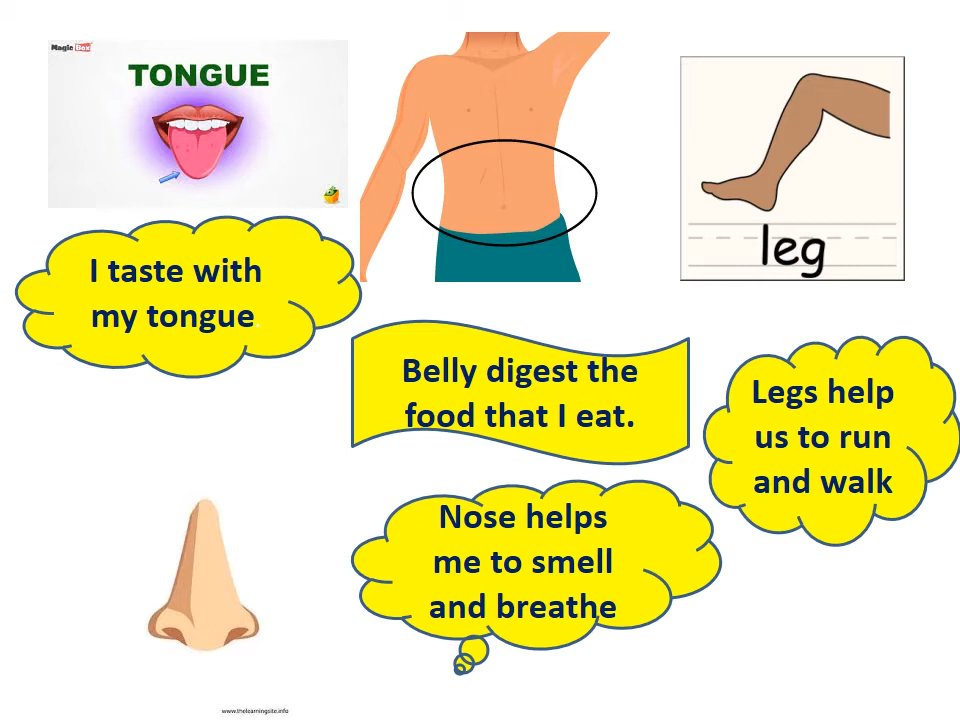 Magic Box
TONGUE
leg
I taste with
my tongue.
Belly digest the
food that I eat.
Legs help
us to run
and walk
Nose helps
me to smell
and breathe
www.thelearningsite.info